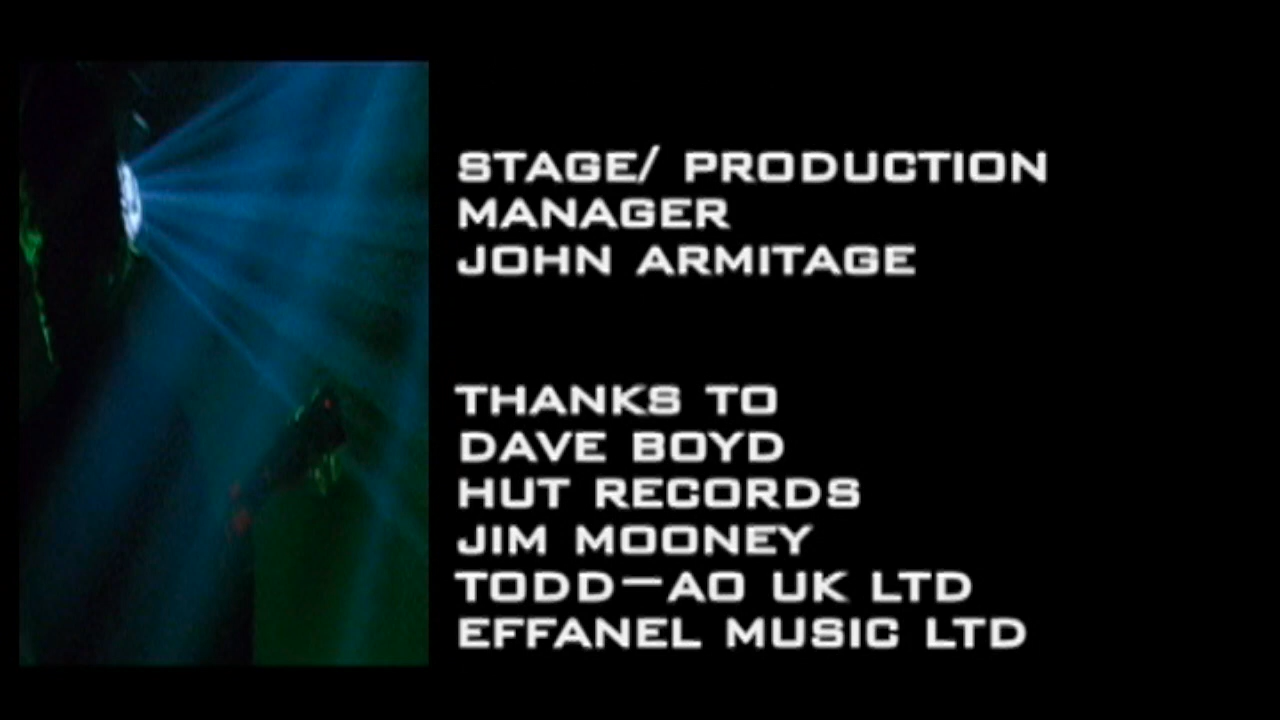 STAGE/ PRODUCTION
MANAGER
JOHN ARMITAGE
THANKS TO
DAVE BOYD
HUT RECORDS
JIM MOONEY
TODD-AO UK LTD
EFFANEL MUSIC LTD